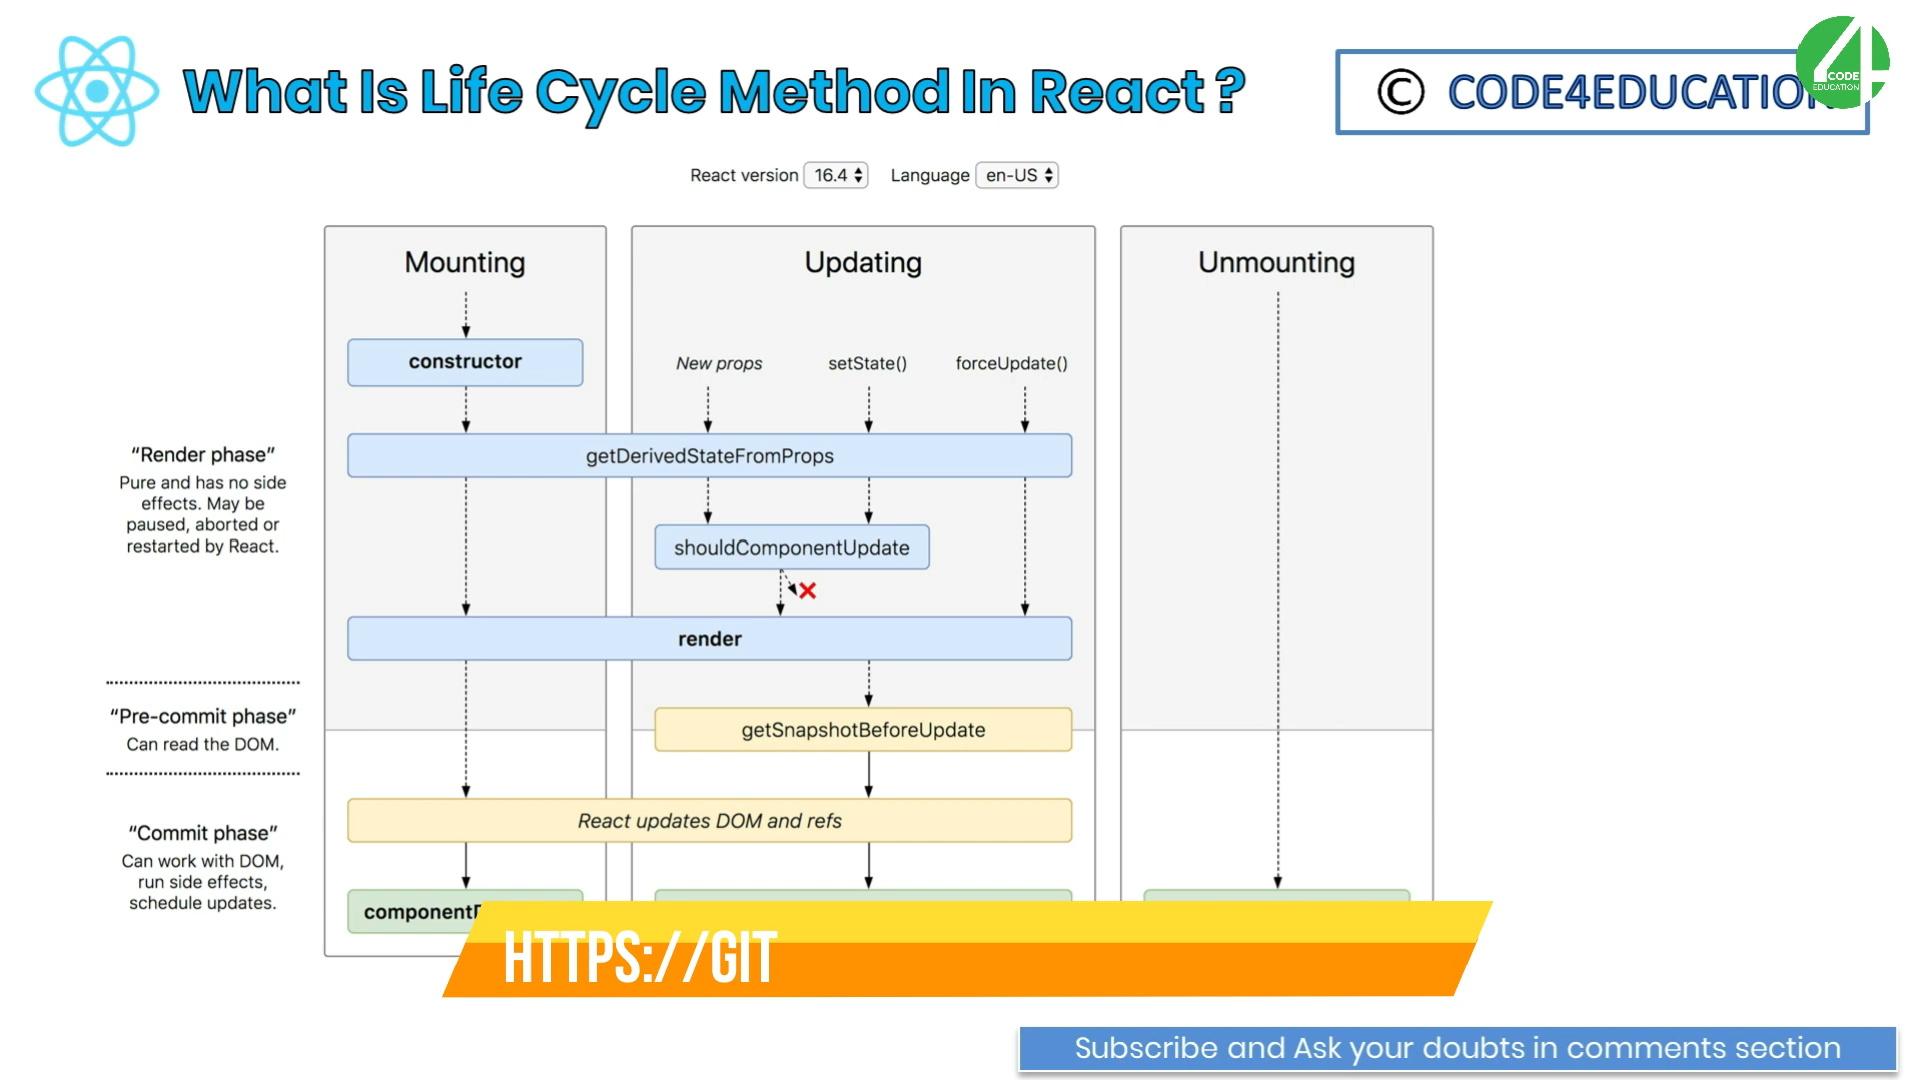 What Is Life Cycle Method In React ?
© CODE4EDUCATION
CODE
EDUCATION
React version 16.4 Language en-US
Mounting
Updating
Unmounting
constructor
New props
setState()
forceUpdate()
“Render phase”
Pure and has no side
effects. May be
paused, aborted or
restarted by React.
getDerivedStateFromProps
shouldComponentUpdate
render
“Pre-commit phase”
Can read the DOM.
getSnapshotBeforeUpdate
React updates DOM and refs
“Commit phase”
Can work with DOM,
run side effects,
schedule updates.
HTTPS://GIT
Subscribe and Ask your doubts in comments section